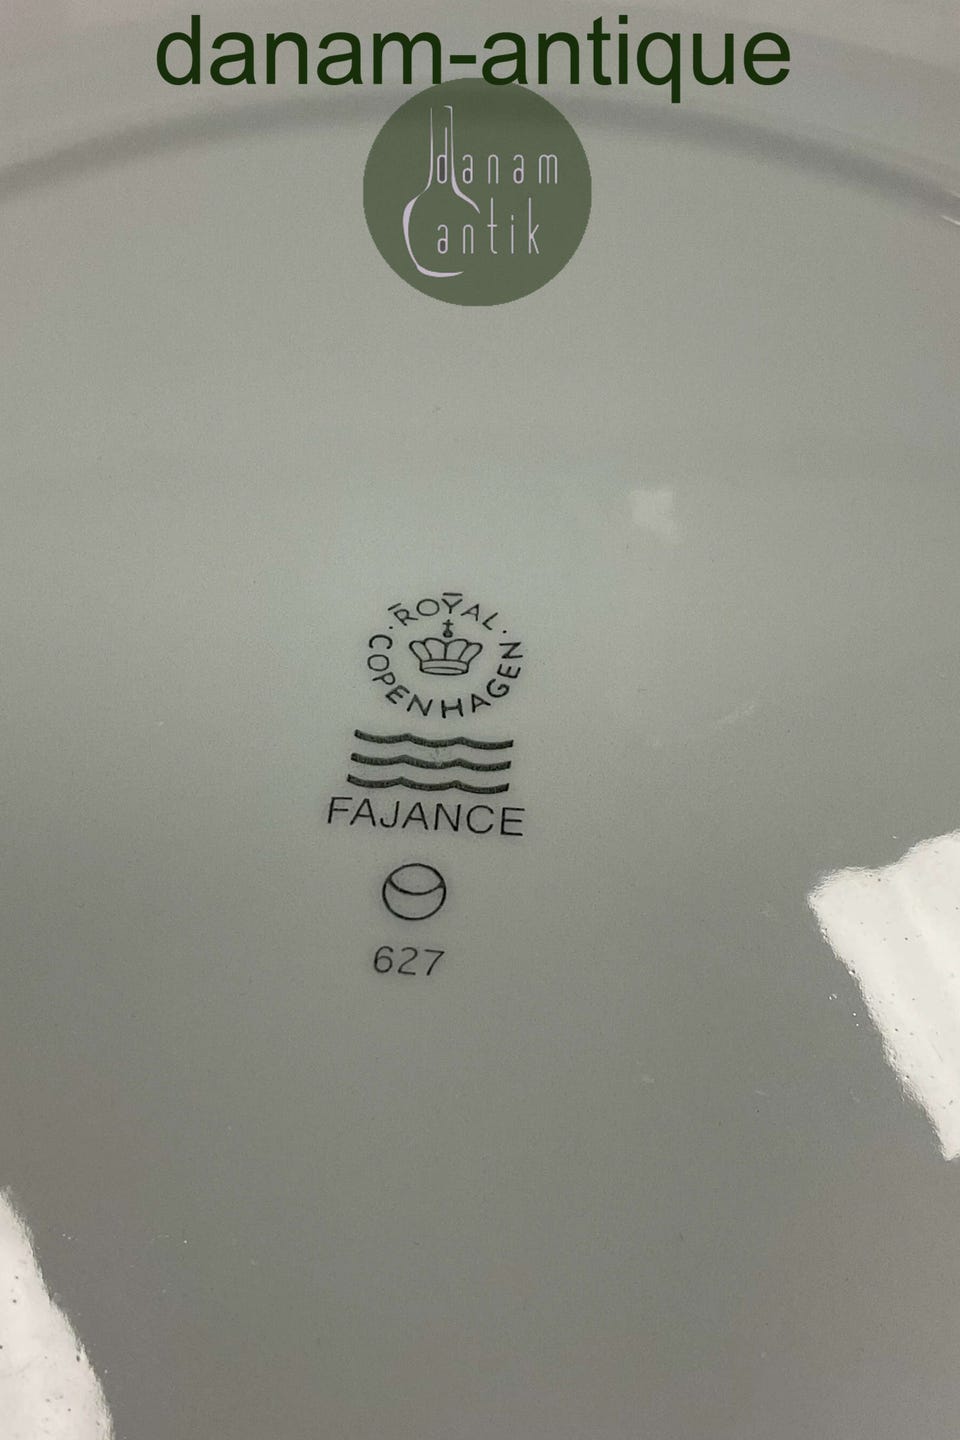 danam-antique
danam
antik
ROYAL
COPENHAGEN
FAJANCE
627